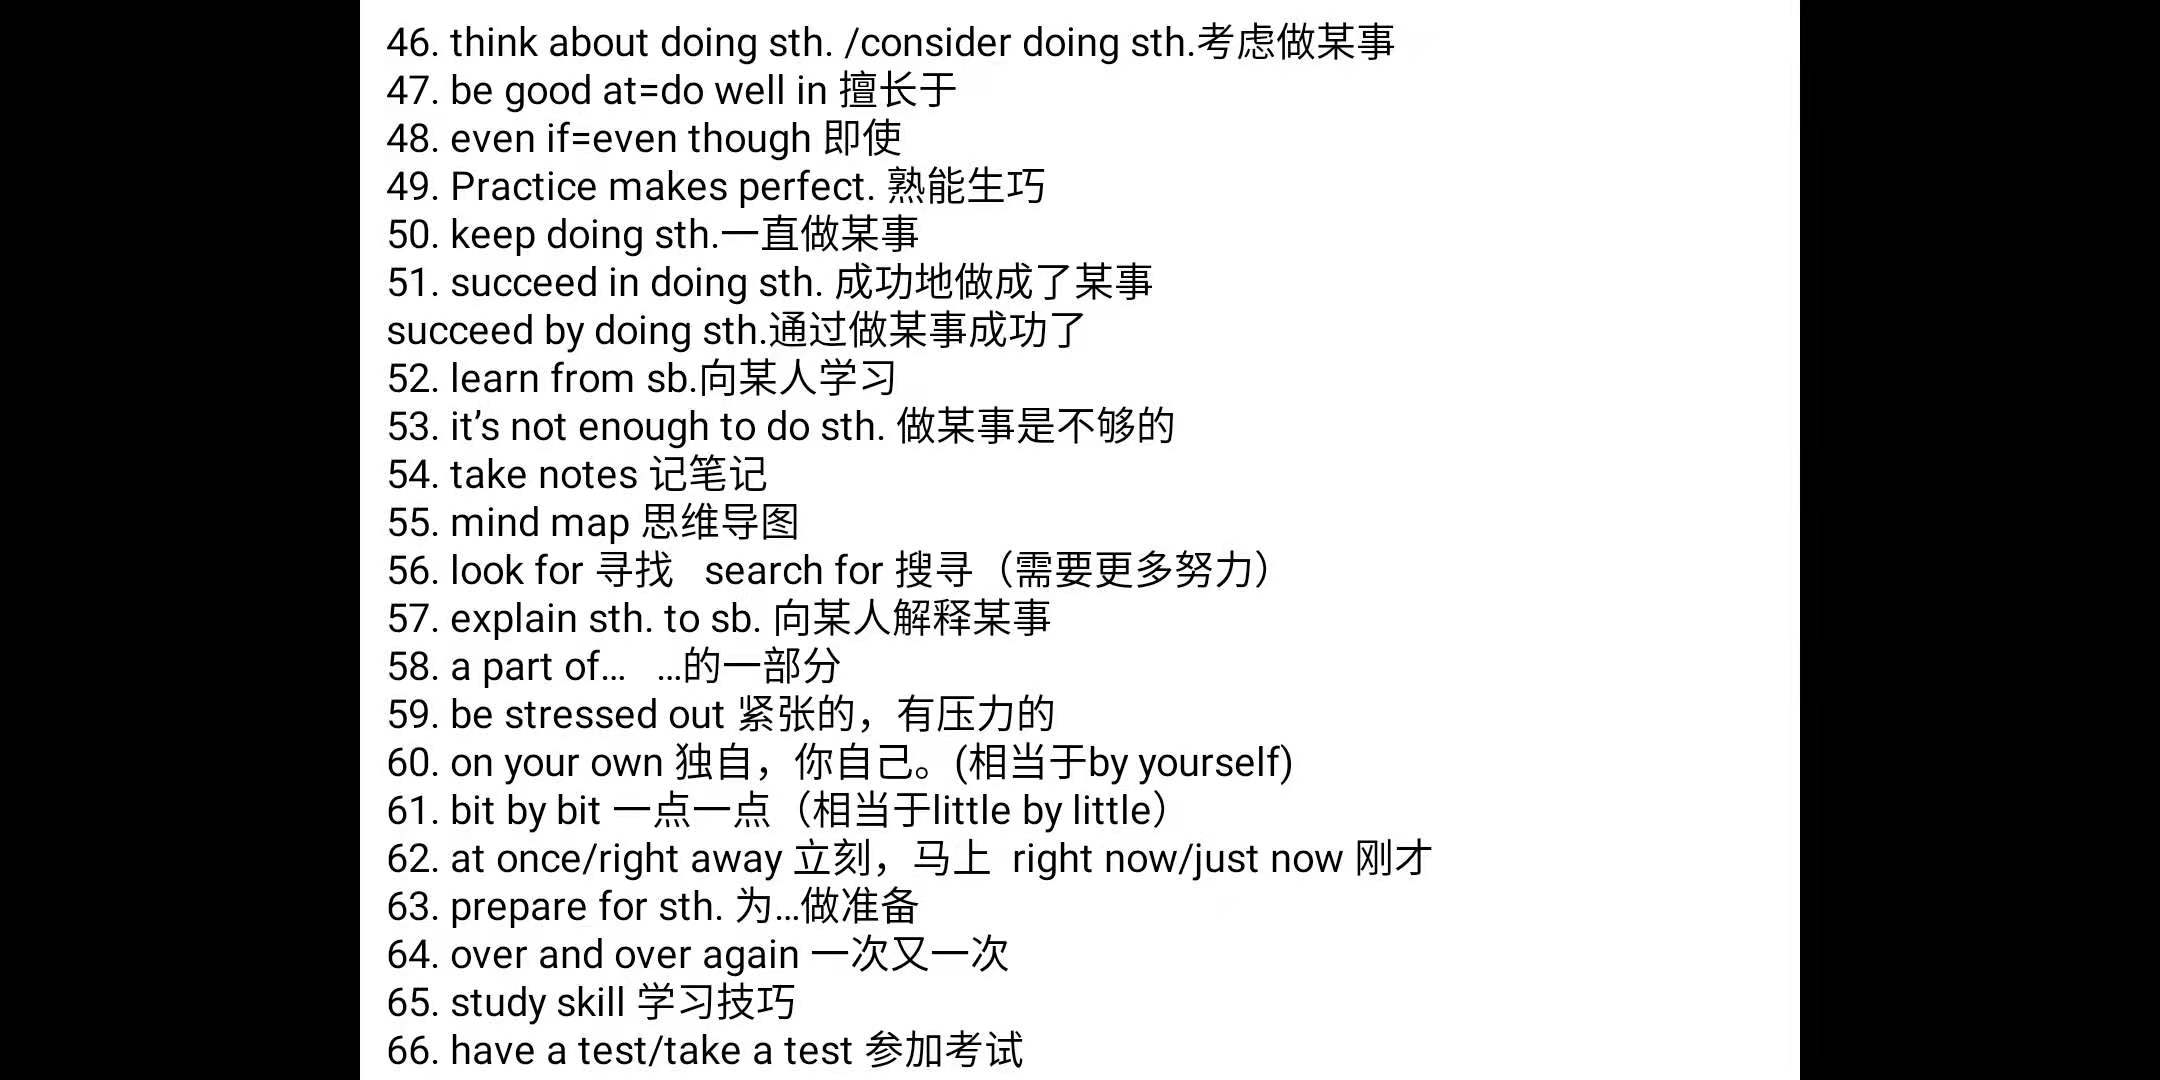 46. think about doing sth. /consider doing sth.考虑做某事
47. be good at=do well in 擅长于
48. even if=even though 即使
49. Practice makes perfect. 熟能生巧
50. keep doing sth.一直做某事
51. succeed in doing sth. 成功地做成了某事
succeed by doing sth.通过做某事成功了
52. learn from sb.向某人学习
53. it’s not enough to do sth. 做某事是不够的
54. take notes 记笔记
55. mind map 思维导图
56. look for 寻找   search for 搜寻（需要更多努力）
57. explain sth. to sb. 向某人解释某事
58. a part of...   ...的一部分
59. be stressed out 紧张的，有压力的
60. on your own 独自，你自己。(相当于by yourself)
61. bit by bit 一点一点（相当于little by little）
62. at once/right away 立刻，马上  right now/just now 刚才
63. prepare for sth. 为...做准备
64. over and over again 一次又一次
65. study skill 学习技巧
66. have a test/take a test 参加考试